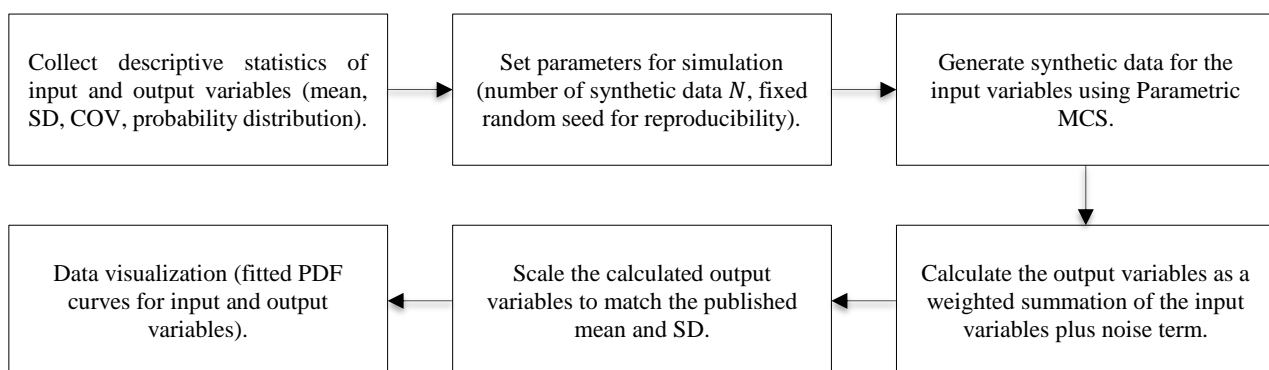 Collect descriptive statistics of
input and output variables (mean,
SD, COV, probability distribution).
Set parameters for simulation
(number of synthetic data N, fixed
random seed for reproducibility).
Generate synthetic data for the
input variables using Parametric
MCS.
Calculate the output variables as a
weighted summation of the input
variables plus noise term.
Scale the calculated output
variables to match the published
mean and SD.
Data visualization (fitted PDF
curves for input and output
variables).